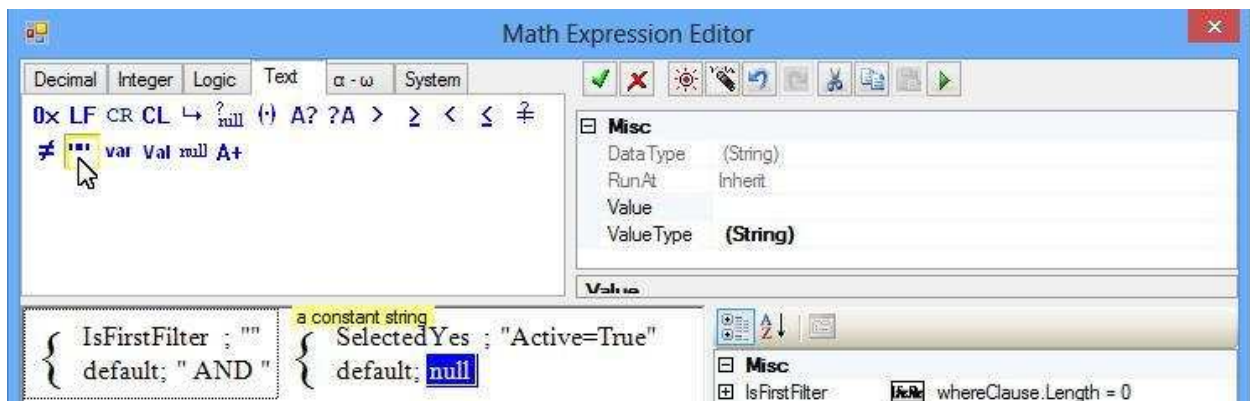 Math Expression Editor
Decimal Integer Logic Text α - ω System
0x LF CR CL ↵ ?null (·) A? ?A > ≥ < ≤ ≟
≠ "" var Val null A+
Misc
DataType (String)
RunAt Inherit
Value
ValueType (String)
Value
a constant string
{ IsFirstFilter ; "" { SelectedYes ; "Active=True"
default; " AND " default; null
Misc
IsFirstFilter whereClause.Length = 0